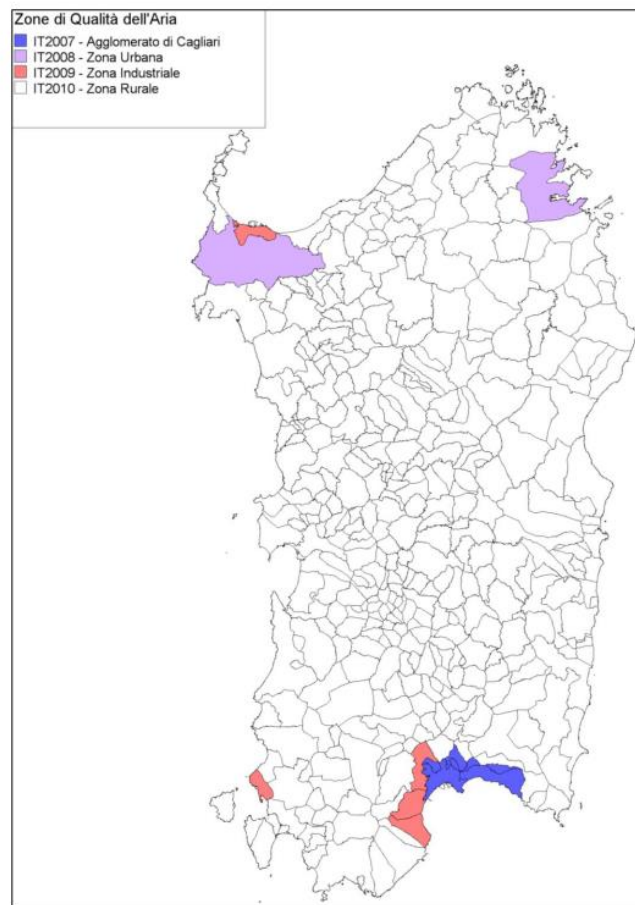 Zone di Qualità dell'Aria
IT2007 - Agglomerato di Cagliari
IT2008 - Zona Urbana
IT2009 - Zona Industriale
IT2010 - Zona Rurale